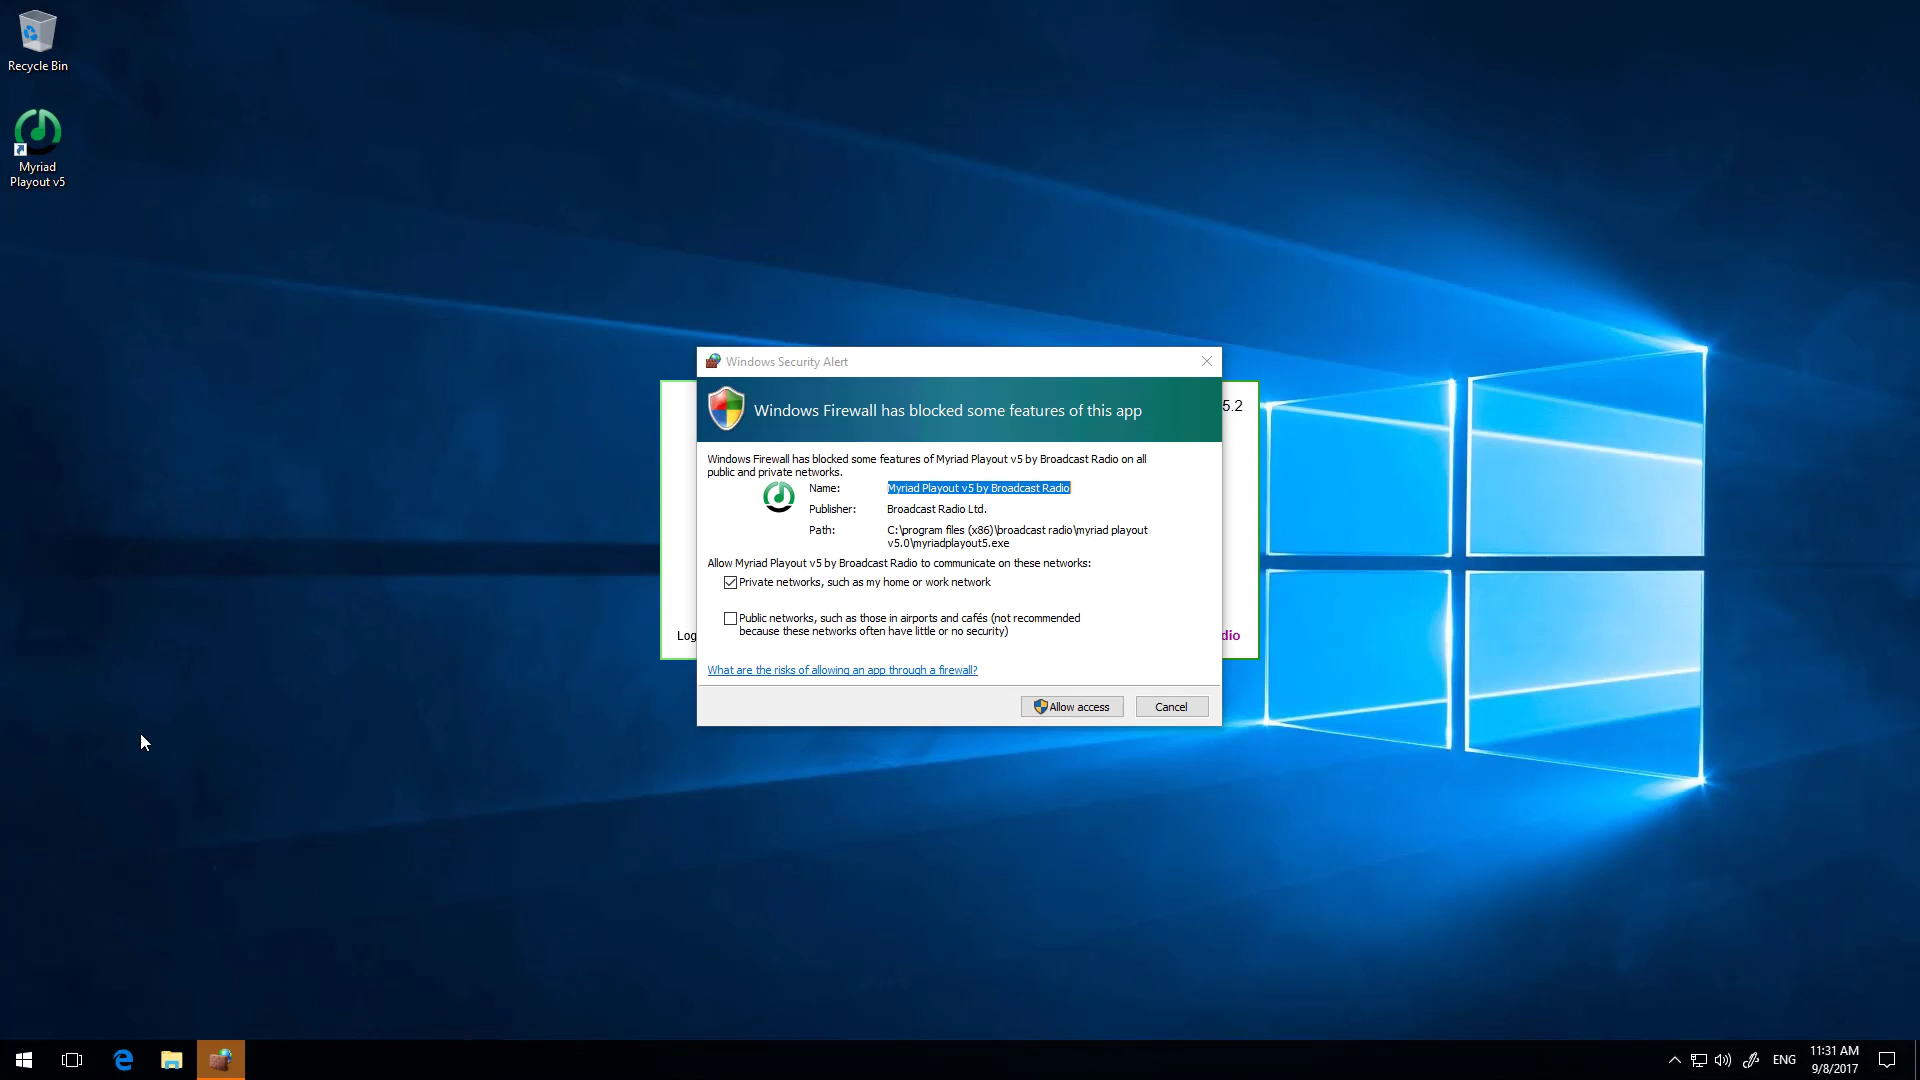 Recycle Bin
Myriad
Playout v5
Windows Security Alert
Windows Firewall has blocked some features of this app
5.2
Windows Firewall has blocked some features of Myriad Playout v5 by Broadcast Radio on all
public and private networks.
Name: Myriad Playout v5 by Broadcast Radio
Publisher: Broadcast Radio Ltd.
Path: C:\program files (x86)\broadcast radio\myriad playout
v5.0\myriadplayout5.exe
Allow Myriad Playout v5 by Broadcast Radio to communicate on these networks:
Private networks, such as my home or work network
Public networks, such as those in airports and cafés (not recommended
because these networks often have little or no security)
Log
dio
What are the risks of allowing an app through a firewall?
Allow access
Cancel
ENG
11:31 AM
9/8/2017